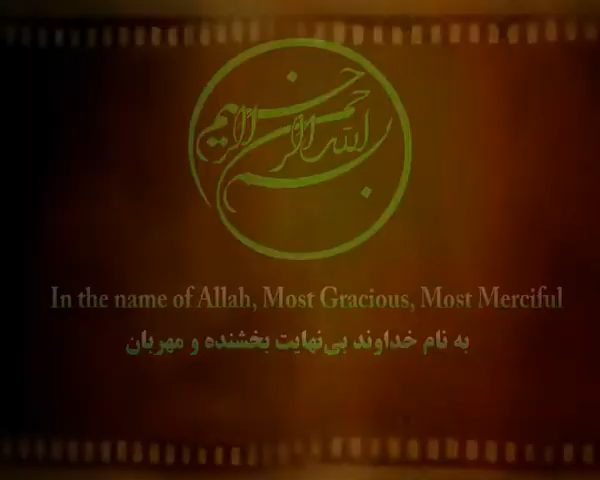 بسم الله الرحمن الرحیم
In the name of Allah, Most Gracious, Most Merciful
به نام خداوند بی‌نهایت بخشنده و مهربان